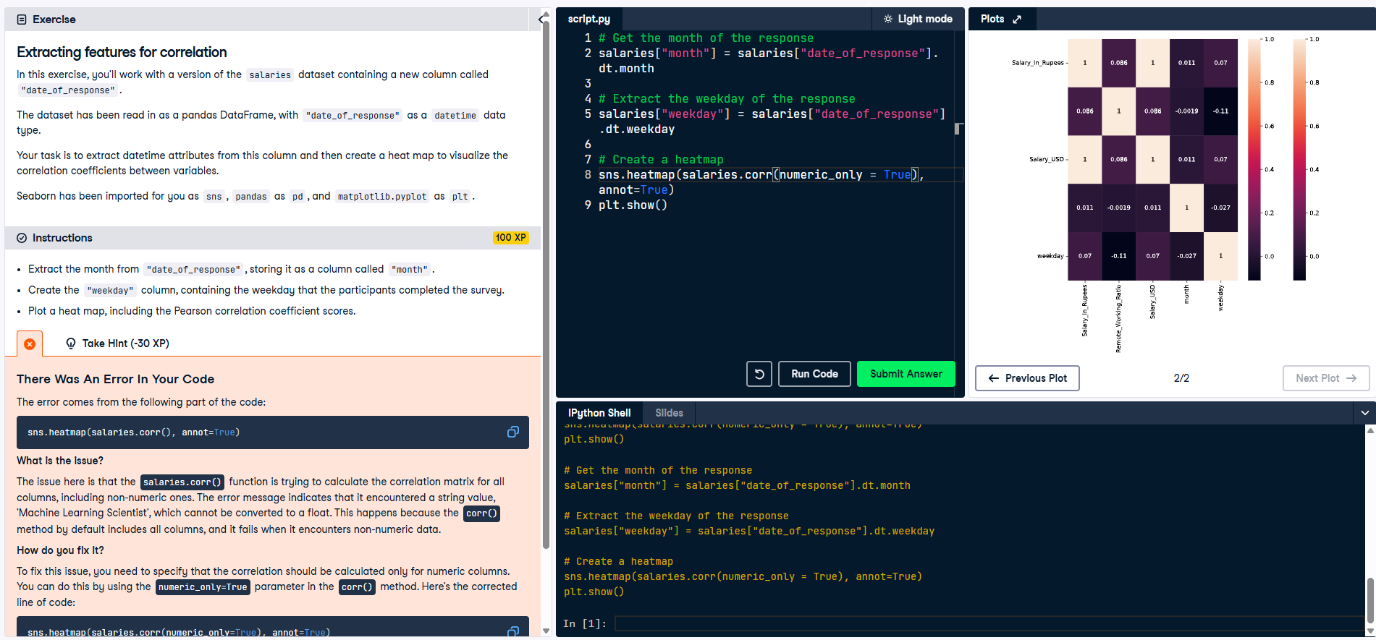 Exercise
Extracting features for correlation
In this exercise, you'll work with a version of the salaries dataset containing a new column called
"date_of_response" .
The dataset has been read in as a pandas DataFrame, with "date_of_response" as a datetime data
type.
Your task is to extract datetime attributes from this column and then create a heat map to visualize the
correlation coefficients between variables.
Seaborn has been imported for you as sns , pandas as pd , and matplotlib.pyplot as plt .
Instructions
100 XP
• Extract the month from "date_of_response" , storing it as a column called "month" .
• Create the "weekday" column, containing the weekday that the participants completed the survey.
• Plot a heat map, including the Pearson correlation coefficient scores.
Take Hint (-30 XP)
There Was An Error In Your Code
The error comes from the following part of the code:
sns.heatmap(salaries.corr(), annot=True)
What is the issue?
The issue here is that the salaries.corr() function is trying to calculate the correlation matrix for all
columns, including non-numeric ones. The error message indicates that it encountered a string value,
'Machine Learning Scientist', which cannot be converted to a float. This happens because the corr()
method by default includes all columns, and it fails when it encounters non-numeric data.
How do you fix it?
To fix this issue, you need to specify that the correlation should be calculated only for numeric columns.
You can do this by using the numeric_only=True parameter in the corr() method. Here's the corrected
line of code:
sns.heatmap(salaries.corr(numeric_only=True), annot=True)
script.py
Light mode
1 # Get the month of the response
2 salaries["month"] = salaries["date_of_response"].
dt.month
3
4 # Extract the weekday of the response
5 salaries["weekday"] = salaries["date_of_response"]
.dt.weekday
6
7 # Create a heatmap
8 sns.heatmap(salaries.corr(numeric_only = True),
annot=True)
9 plt.show()
Run Code
Submit Answer
Plots
Salary_In_Rupees
1 0.086 1 0.011 0.07
0.086 1 0.086 -0.0019 -0.11
Salary_USD
1 0.086 1 0.011 0.07
0.011 -0.0019 0.011 1 -0.027
weekday
0.07 -0.11 0.07 -0.027 1
Salary_In_Rupees
Remote_Working_Ratio
Salary_USD
month
weekday
1.0 1.0
0.8 0.8
0.6 0.6
0.4 0.4
0.2 0.2
0.0 0.0
← Previous Plot
2/2
Next Plot →
IPython Shell
Slides
sns.heatmap(salaries.corr(numeric_only = True), annot=True)
plt.show()
# Get the month of the response
salaries["month"] = salaries["date_of_response"].dt.month
# Extract the weekday of the response
salaries["weekday"] = salaries["date_of_response"].dt.weekday
# Create a heatmap
sns.heatmap(salaries.corr(numeric_only = True), annot=True)
plt.show()
In [1]: